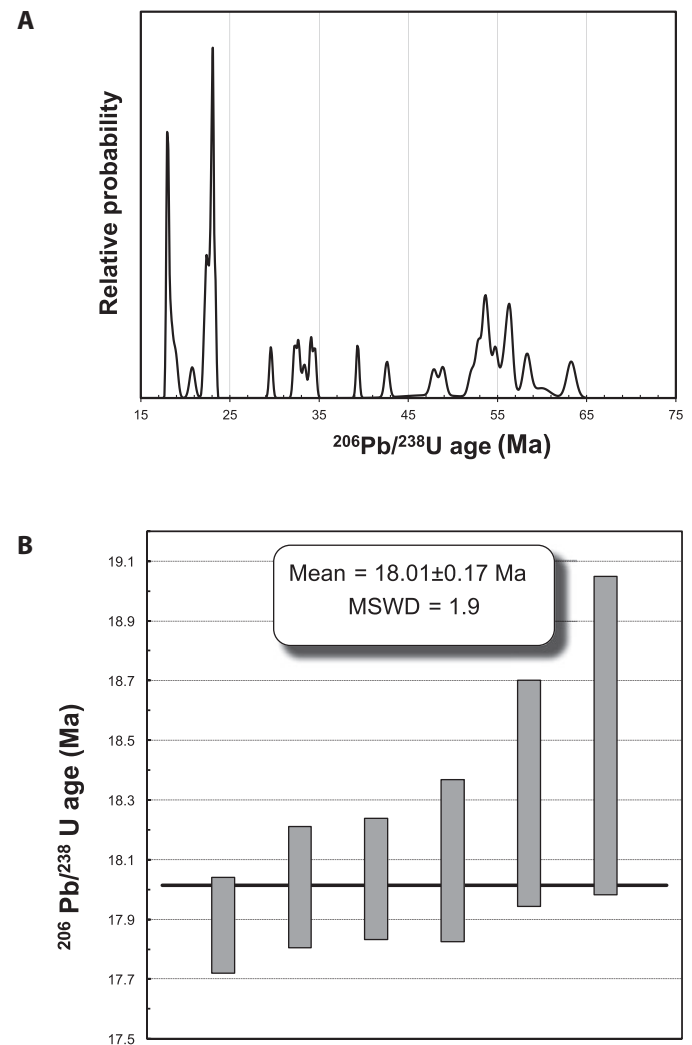 A
Relative probability
15 25 35 45 55 65 75
206Pb/238U age (Ma)
B
206 Pb/238 U age (Ma)
Mean = 18.01±0.17 Ma
MSWD = 1.9
19.1
18.9
18.7
18.5
18.3
18.1
17.9
17.7
17.5